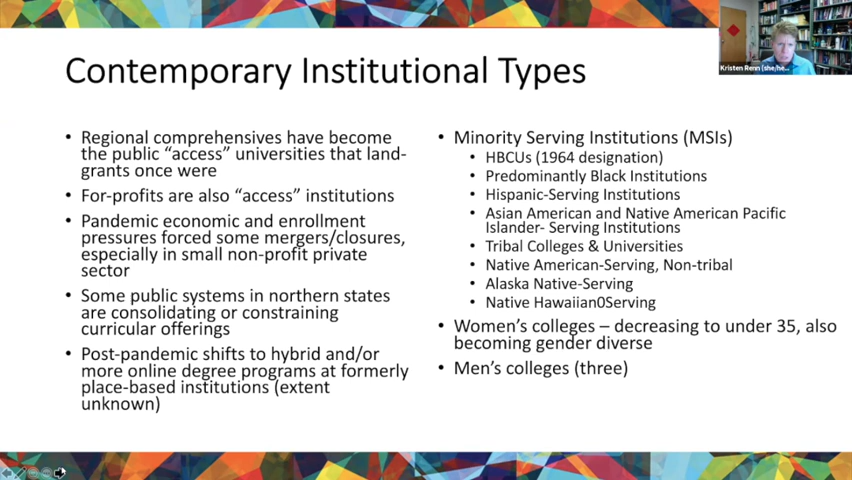 Contemporary Institutional Types
Kristen Renn (she/he...
• Regional comprehensives have become
the public “access” universities that land-
grants once were
• For-profits are also “access” institutions
• Pandemic economic and enrollment
pressures forced some mergers/closures,
especially in small non-profit private
sector
• Some public systems in northern states
are consolidating or constraining
curricular offerings
• Post-pandemic shifts to hybrid and/or
more online degree programs at formerly
place-based institutions (extent
unknown)
• Minority Serving Institutions (MSIs)
• HBCUs (1964 designation)
• Predominantly Black Institutions
• Hispanic-Serving Institutions
• Asian American and Native American Pacific
Islander- Serving Institutions
• Tribal Colleges & Universities
• Native American-Serving, Non-tribal
• Alaska Native-Serving
• Native Hawaiian0Serving
• Women’s colleges – decreasing to under 35, also
becoming gender diverse
• Men’s colleges (three)